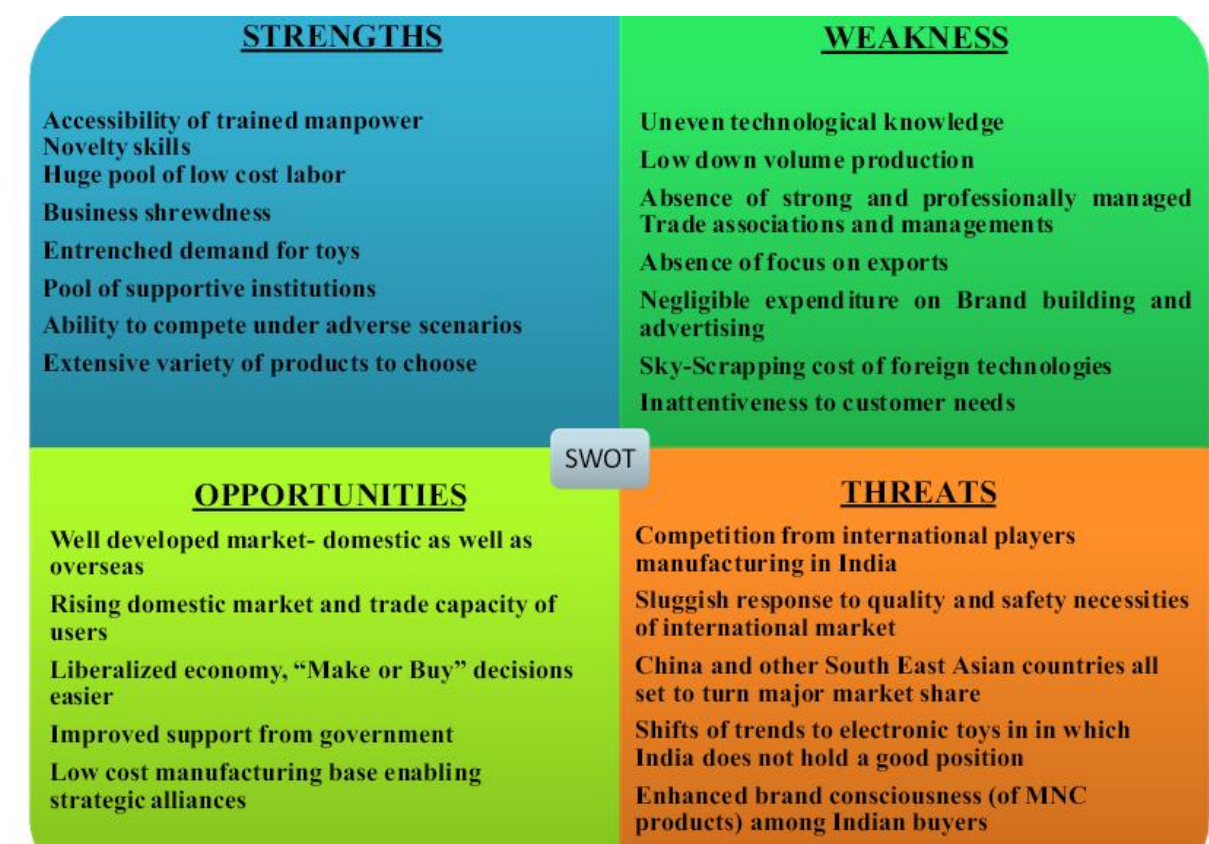 STRENGTHS
Accessibility of trained manpower
Novelty skills
Huge pool of low cost labor
Business shrewdness
Entrenched demand for toys
Pool of supportive institutions
Ability to compete under adverse scenarios
Extensive variety of products to choose
WEAKNESS
Uneven technological knowledge
Low down volume production
Absence of strong and professionally managed
Trade associations and managements
Absence of focus on exports
Negligible expenditure on Brand building and
advertising
Sky-Scrapping cost of foreign technologies
Inattentiveness to customer needs
SWOT
OPPORTUNITIES
Well developed market- domestic as well as
overseas
Rising domestic market and trade capacity of
users
Liberalized economy, “Make or Buy” decisions
easier
Improved support from government
Low cost manufacturing base enabling
strategic alliances
THREATS
Competition from international players
manufacturing in India
Sluggish response to quality and safety necessities
of international market
China and other South East Asian countries all
set to turn major market share
Shifts of trends to electronic toys in in which
India does not hold a good position
Enhanced brand consciousness (of MNC
products) among Indian buyers